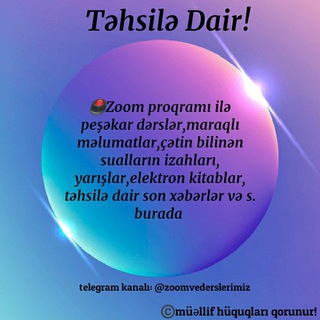 Təhsilə Dair!
Zoom proqramı ilə
peşəkar dərslər,maraqlı
məlumatlar,çətin bilinən
sualların izahları,
yarışlar,elektron kitablar,
təhsilə dair son xəbərlər və s.
burada
telegram kanalı: @zoomvederslerimiz
©müəllif hüquqları qorunur!